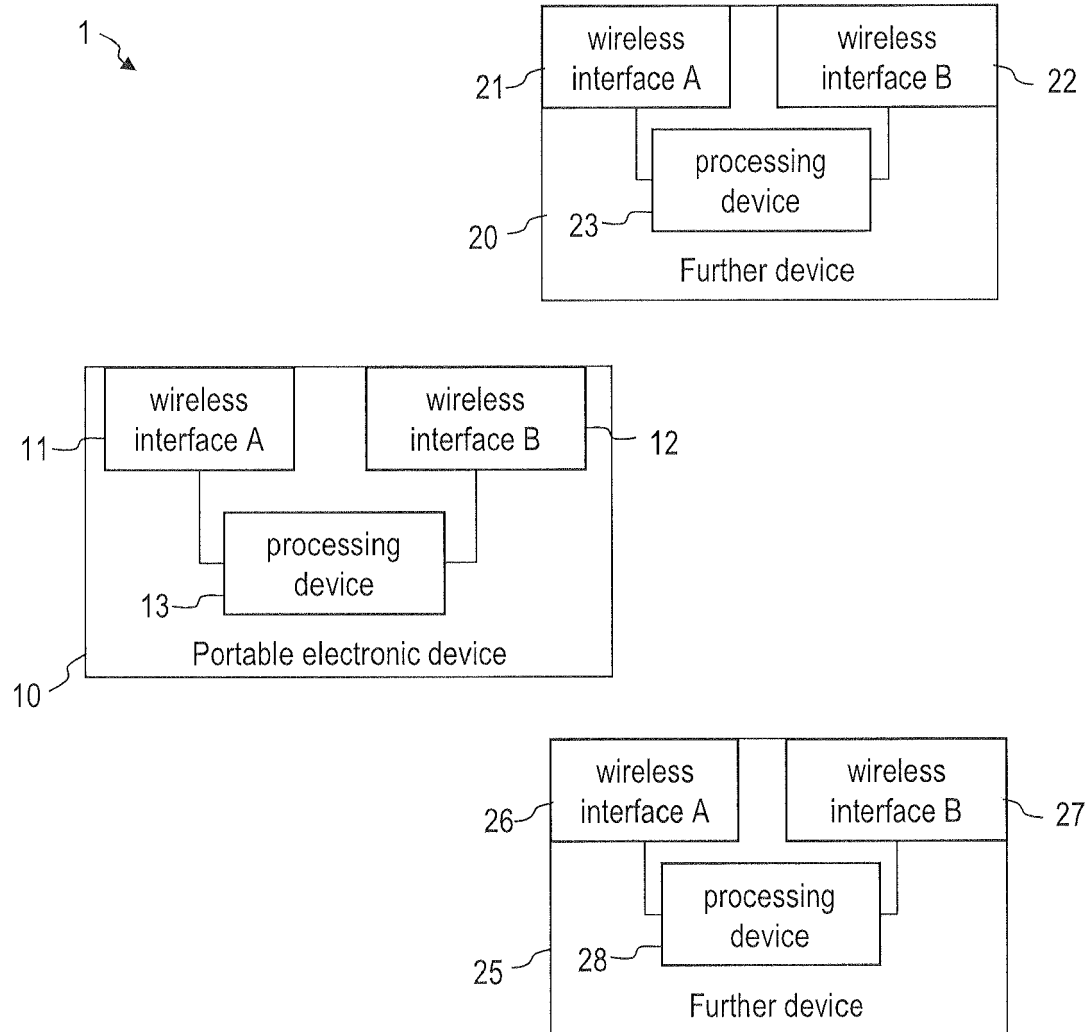 1
wireless
interface A
wireless
interface B
21
22
processing
device
23
20
Further device
wireless
interface A
wireless
interface B
11
12
processing
device
13
Portable electronic device
10
wireless
interface A
wireless
interface B
26
27
processing
device
28
25
Further device